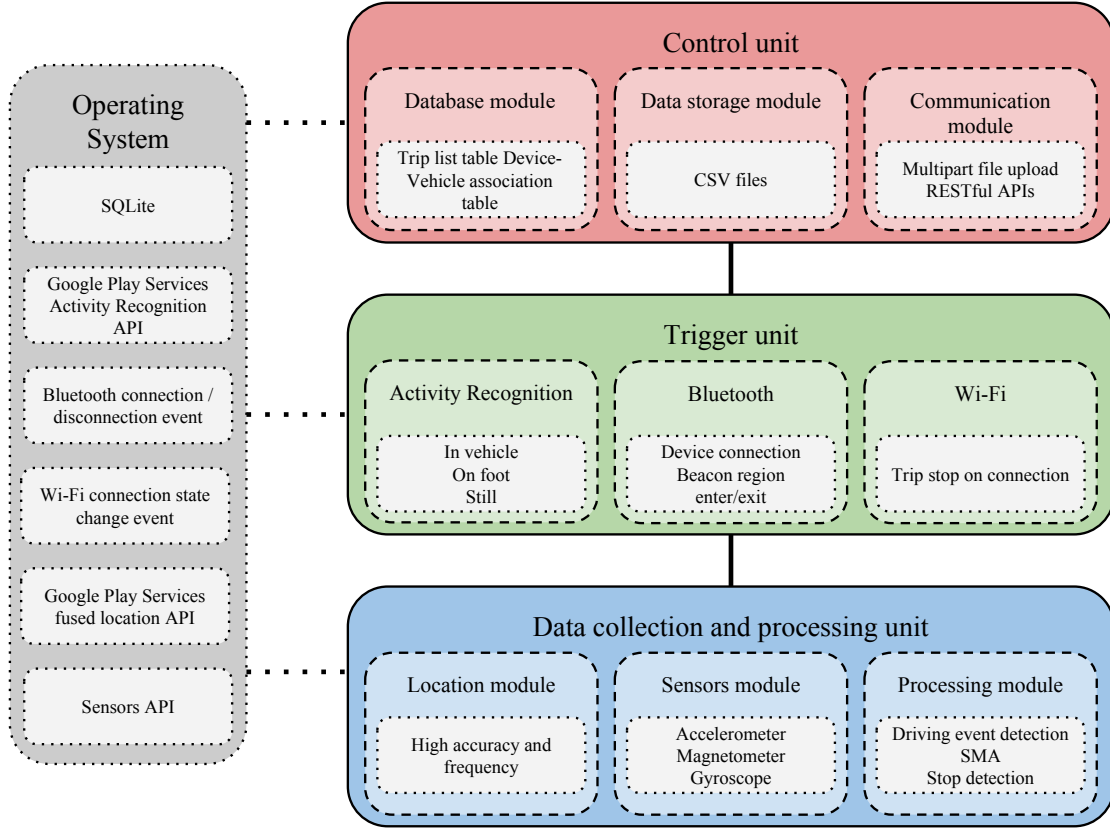 Operating
System
SQLite
Google Play Services
Activity Recognition
API
Bluetooth connection /
disconnection event
Wi-Fi connection state
change event
Google Play Services
fused location API
Sensors API
Control unit
Database module
Trip list table Device-
Vehicle association
table
Data storage module
CSV files
Communication
module
Multipart file upload
RESTful APIs
Trigger unit
Activity Recognition
In vehicle
On foot
Still
Bluetooth
Device connection
Beacon region
enter/exit
Wi-Fi
Trip stop on connection
Data collection and processing unit
Location module
High accuracy and
frequency
Sensors module
Accelerometer
Magnetometer
Gyroscope
Processing module
Driving event detection
SMA
Stop detection